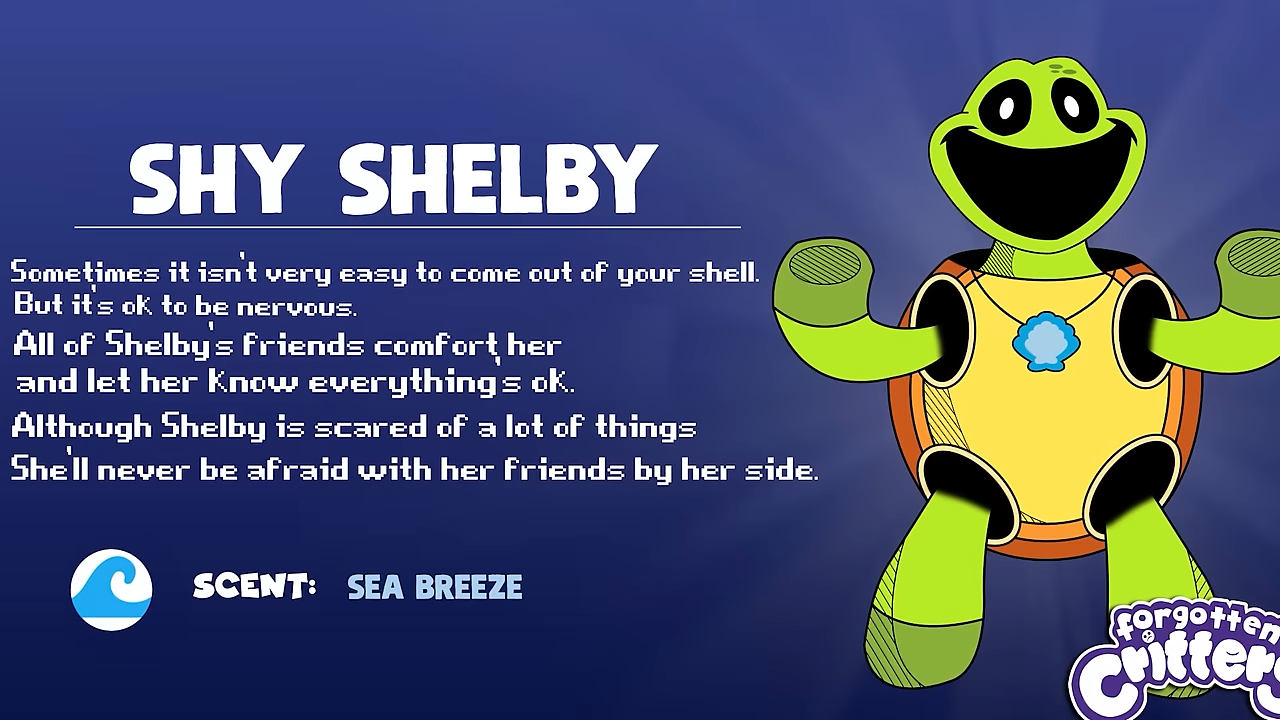 SHY SHELBY
Sometimes it isn't very easy to come out of your shell.
But it's ok to be nervous.
All of Shelby's friends comfort her
and let her know everything's ok.
Although Shelby is scared of a lot of things
She'll never be afraid with her friends by her side.
SCENT: SEA BREEZE
forgotten
Critters